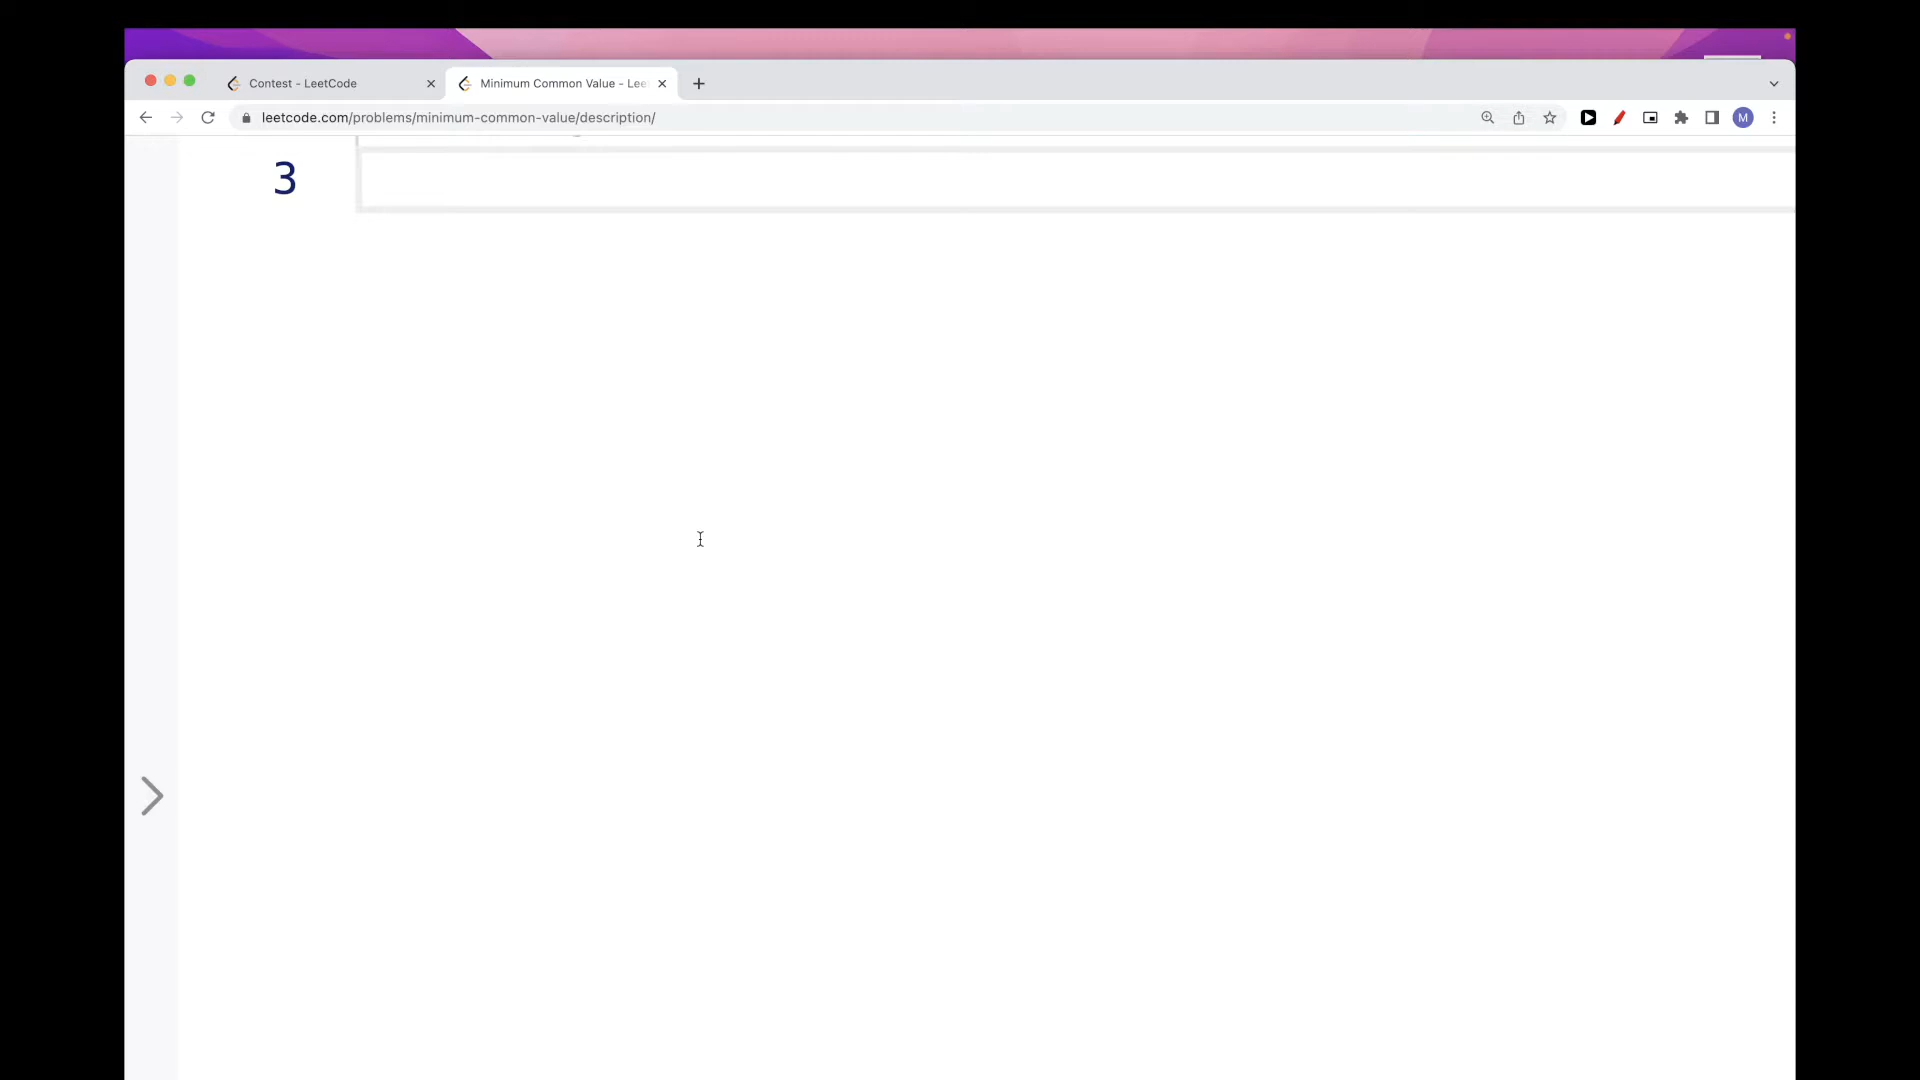 Contest - LeetCode
Minimum Common Value - Lee
leetcode.com/problems/minimum-common-value/description/
M
3